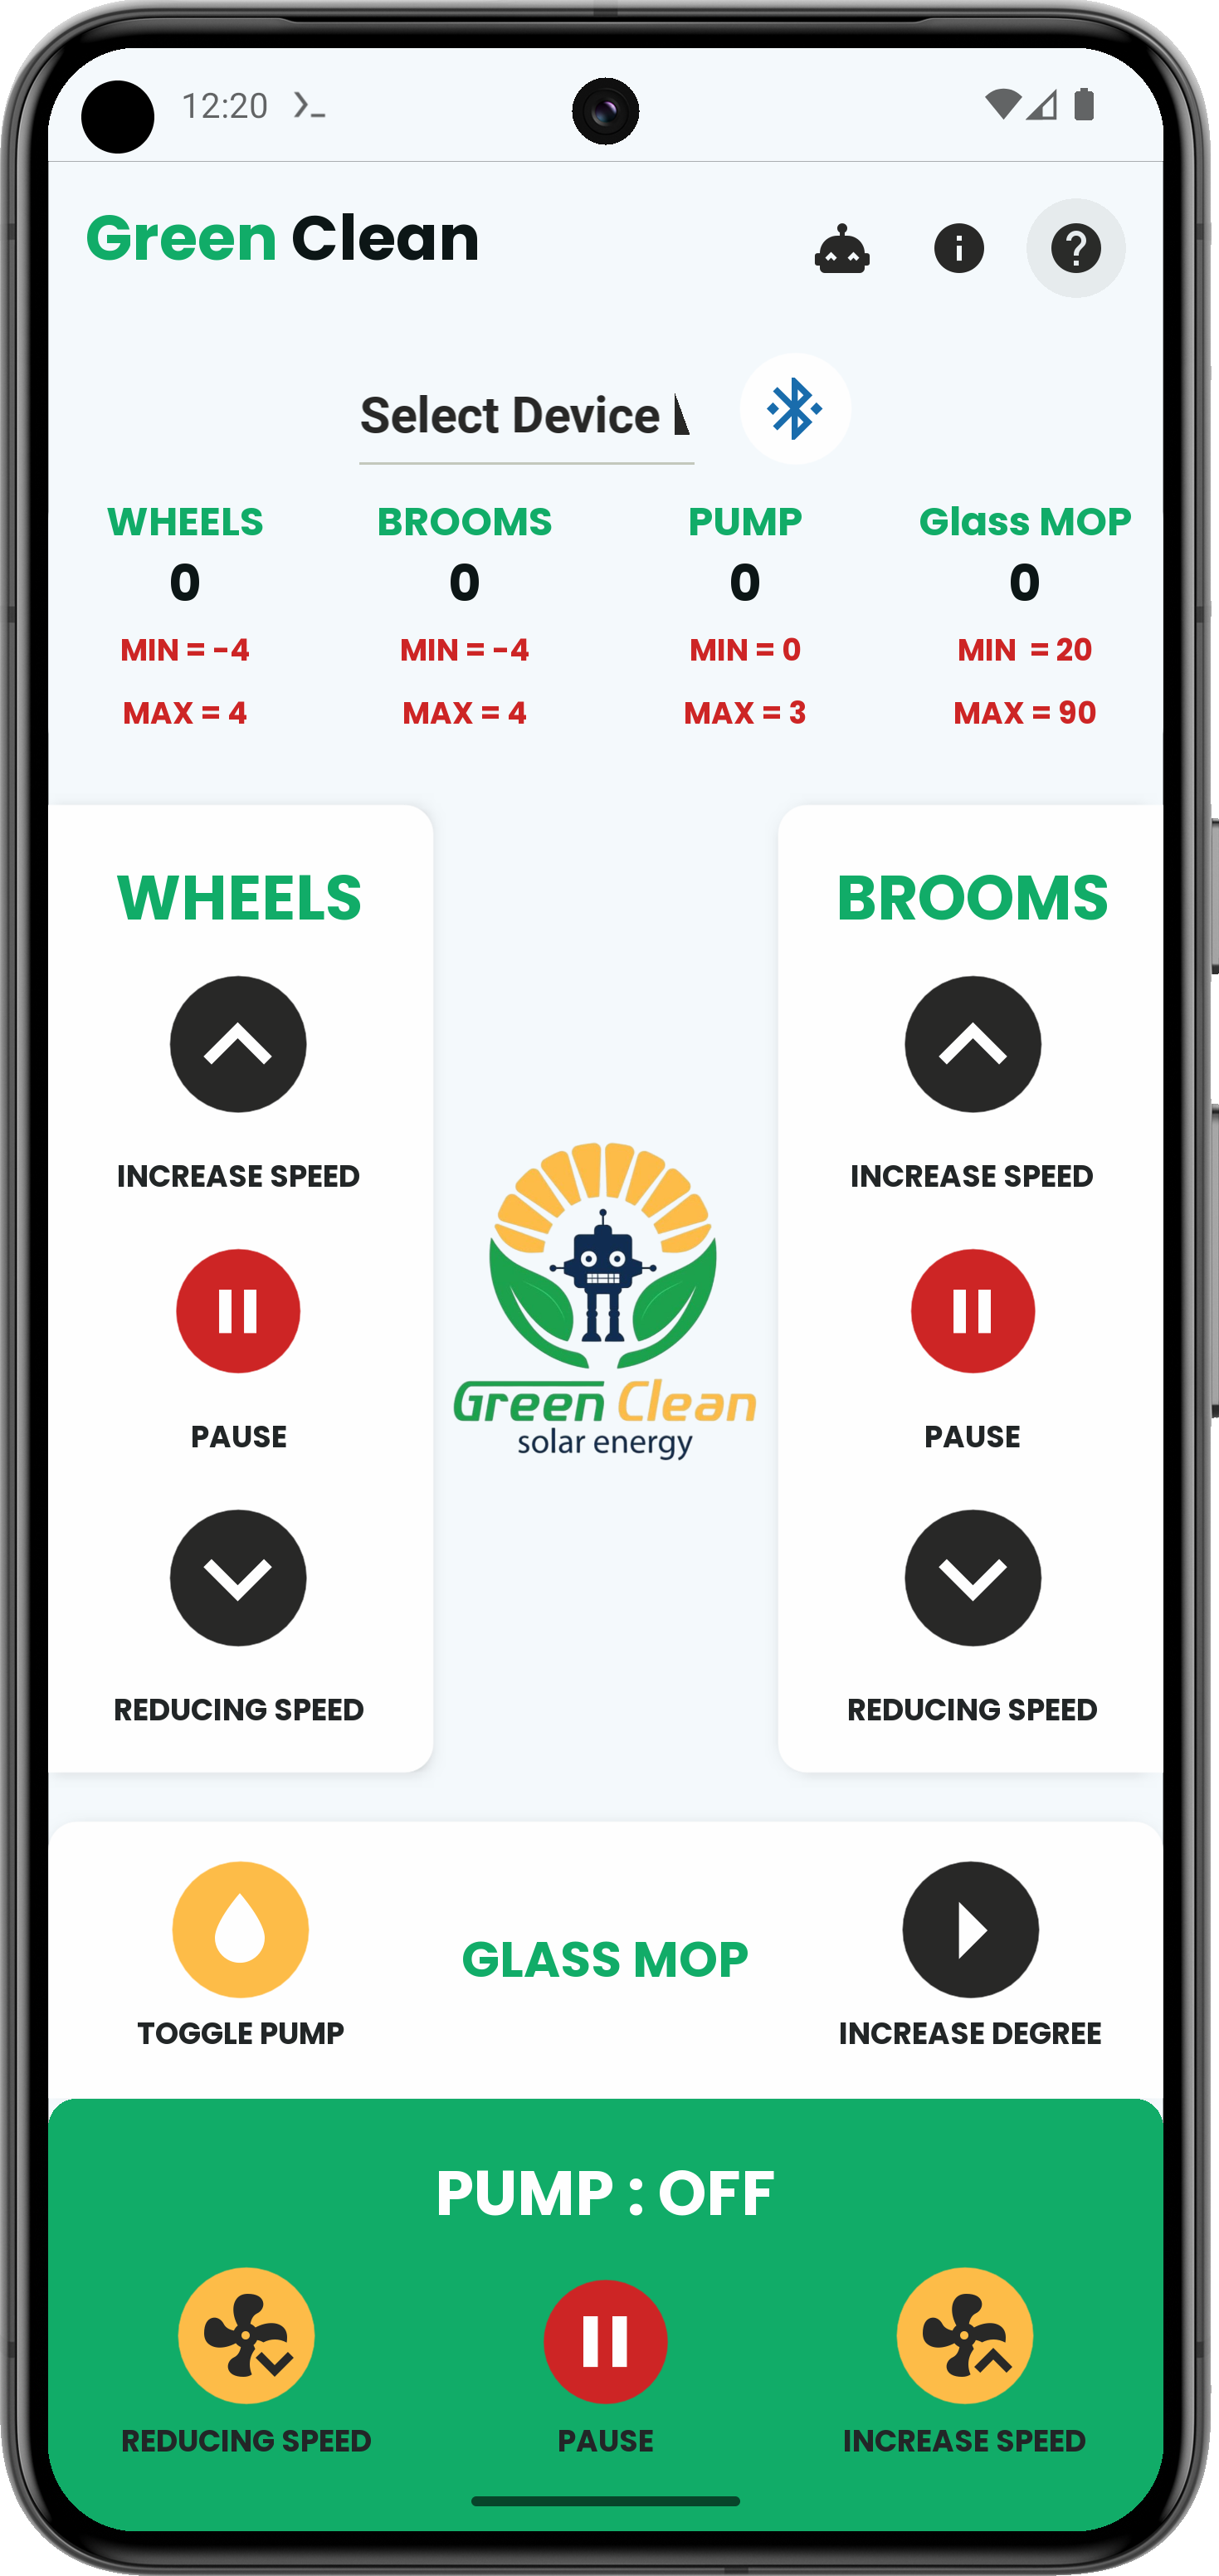 12:20
Green Clean
Select Device
WHEELS BROOMS PUMP Glass MOP
0 0 0 0
MIN = -4 MIN = -4 MIN = 0 MIN = 20
MAX = 4 MAX = 4 MAX = 3 MAX = 90
WHEELS
INCREASE SPEED
PAUSE
REDUCING SPEED
Green Clean
solar energy
BROOMS
INCREASE SPEED
PAUSE
REDUCING SPEED
TOGGLE PUMP
GLASS MOP
INCREASE DEGREE
PUMP : OFF
REDUCING SPEED PAUSE INCREASE SPEED